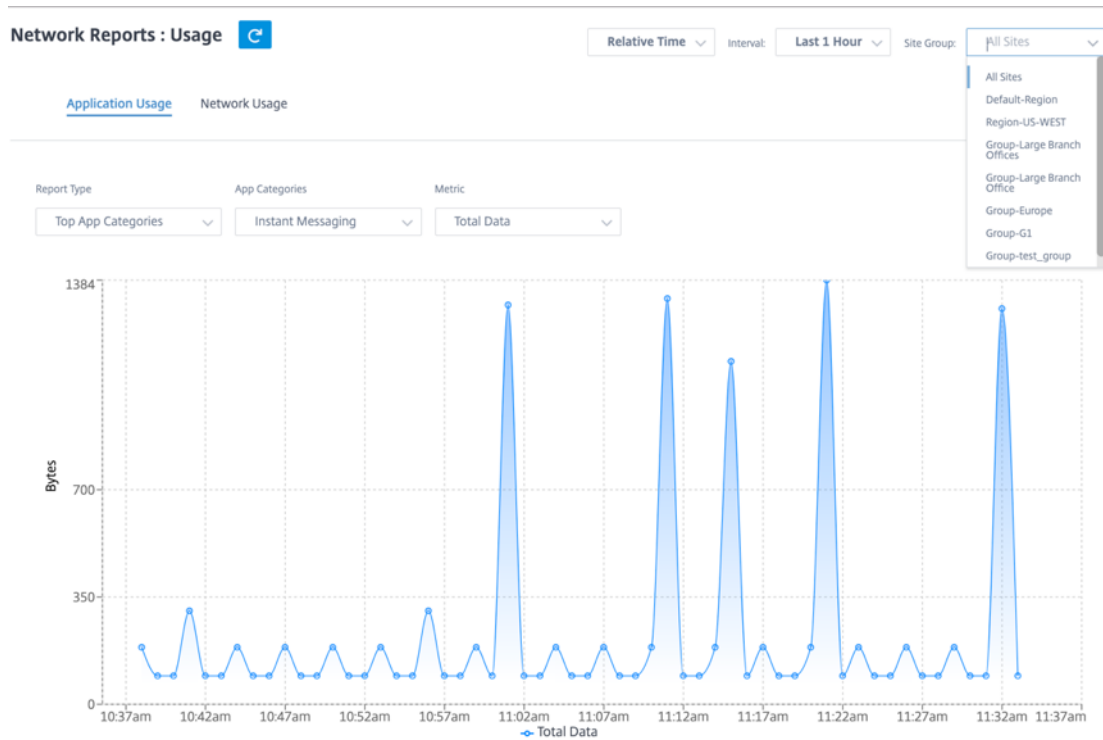 Network Reports : Usage
Relative Time
Interval:
Last 1 Hour
Site Group:
All Sites
All Sites
Default-Region
Region-US-WEST
Group-Large Branch
Offices
Group-Large Branch
Office
Group-Europe
Group-G1
Group-test_group
Application Usage
Network Usage
Report Type
App Categories
Metric
Top App Categories
Instant Messaging
Total Data
1384
700
350
0
Bytes
10:37am
10:42am
10:47am
10:52am
10:57am
11:02am
11:07am
11:12am
11:17am
11:22am
11:27am
11:32am
11:37am
Total Data